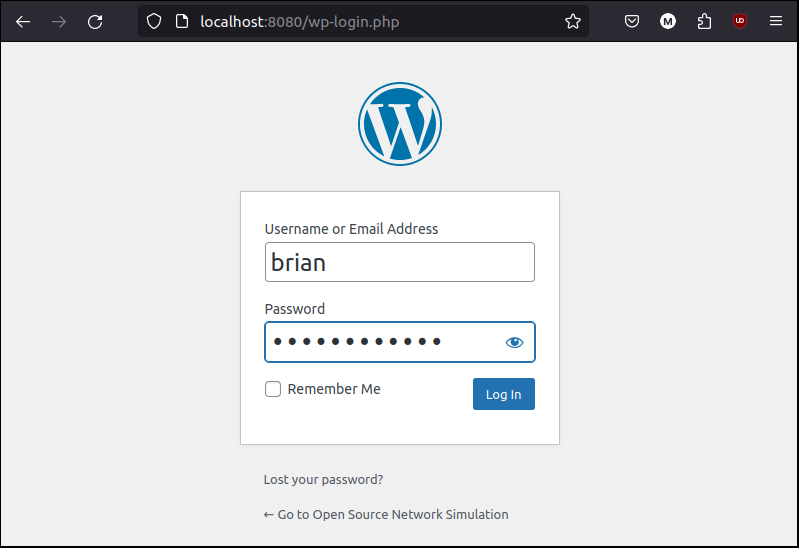 localhost:8080/wp-login.php
M
UD
W
Username or Email Address
brian
Password
••••••••••••
Remember Me
Log In
Lost your password?
← Go to Open Source Network Simulation